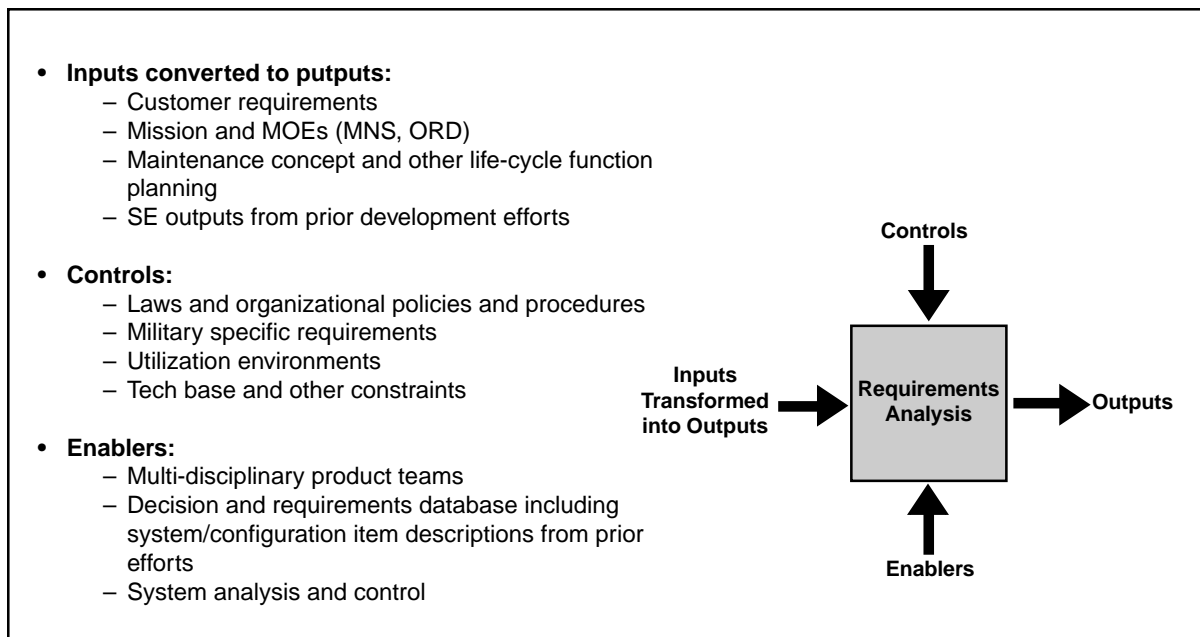 • Inputs converted to putputs:
– Customer requirements
– Mission and MOEs (MNS, ORD)
– Maintenance concept and other life-cycle function
planning
– SE outputs from prior development efforts
• Controls:
– Laws and organizational policies and procedures
– Military specific requirements
– Utilization environments
– Tech base and other constraints
• Enablers:
– Multi-disciplinary product teams
– Decision and requirements database including
system/configuration item descriptions from prior
efforts
– System analysis and control
Controls
Inputs
Transformed
into Outputs
Requirements
Analysis
Outputs
Enablers